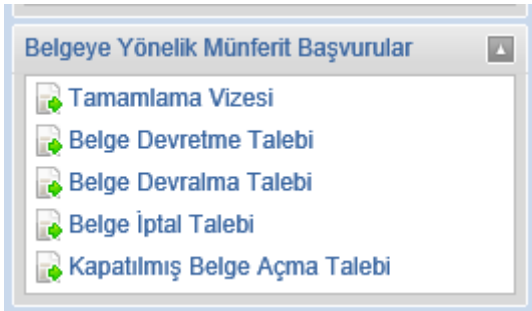 Belgeye Yönelik Münferit Başvurular
Tamamlama Vizesi
Belge Devretme Talebi
Belge Devralma Talebi
Belge İptal Talebi
Kapatılmış Belge Açma Talebi